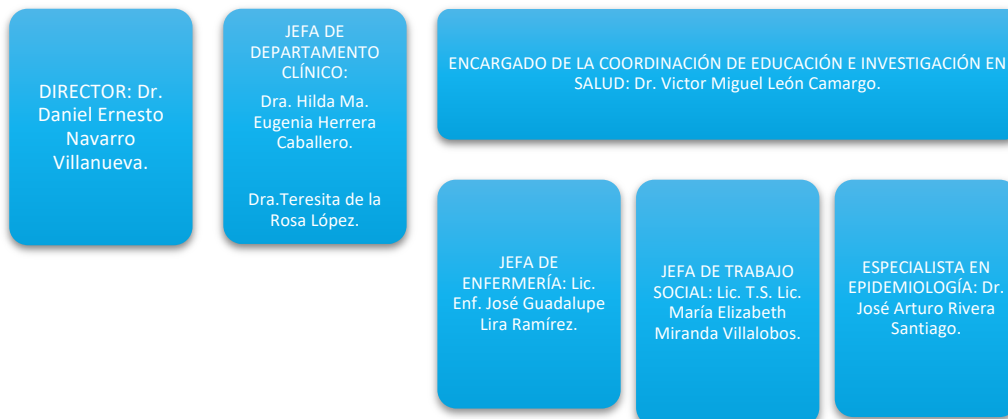 DIRECTOR: Dr.
Daniel Ernesto
Navarro
Villanueva.
JEFA DE
DEPARTAMENTO
CLÍNICO:
Dra. Hilda Ma.
Eugenia Herrera
Caballero.
Dra.Teresita de la
Rosa López.
ENCARGADO DE LA COORDINACIÓN DE EDUCACIÓN E INVESTIGACIÓN EN
SALUD: Dr. Victor Miguel León Camargo.
JEFA DE
ENFERMERÍA: Lic.
Enf. José Guadalupe
Lira Ramírez.
JEFA DE TRABAJO
SOCIAL: Lic. T.S. Lic.
María Elizabeth
Miranda Villalobos.
ESPECIALISTA EN
EPIDEMIOLOGÍA: Dr.
José Arturo Rivera
Santiago.